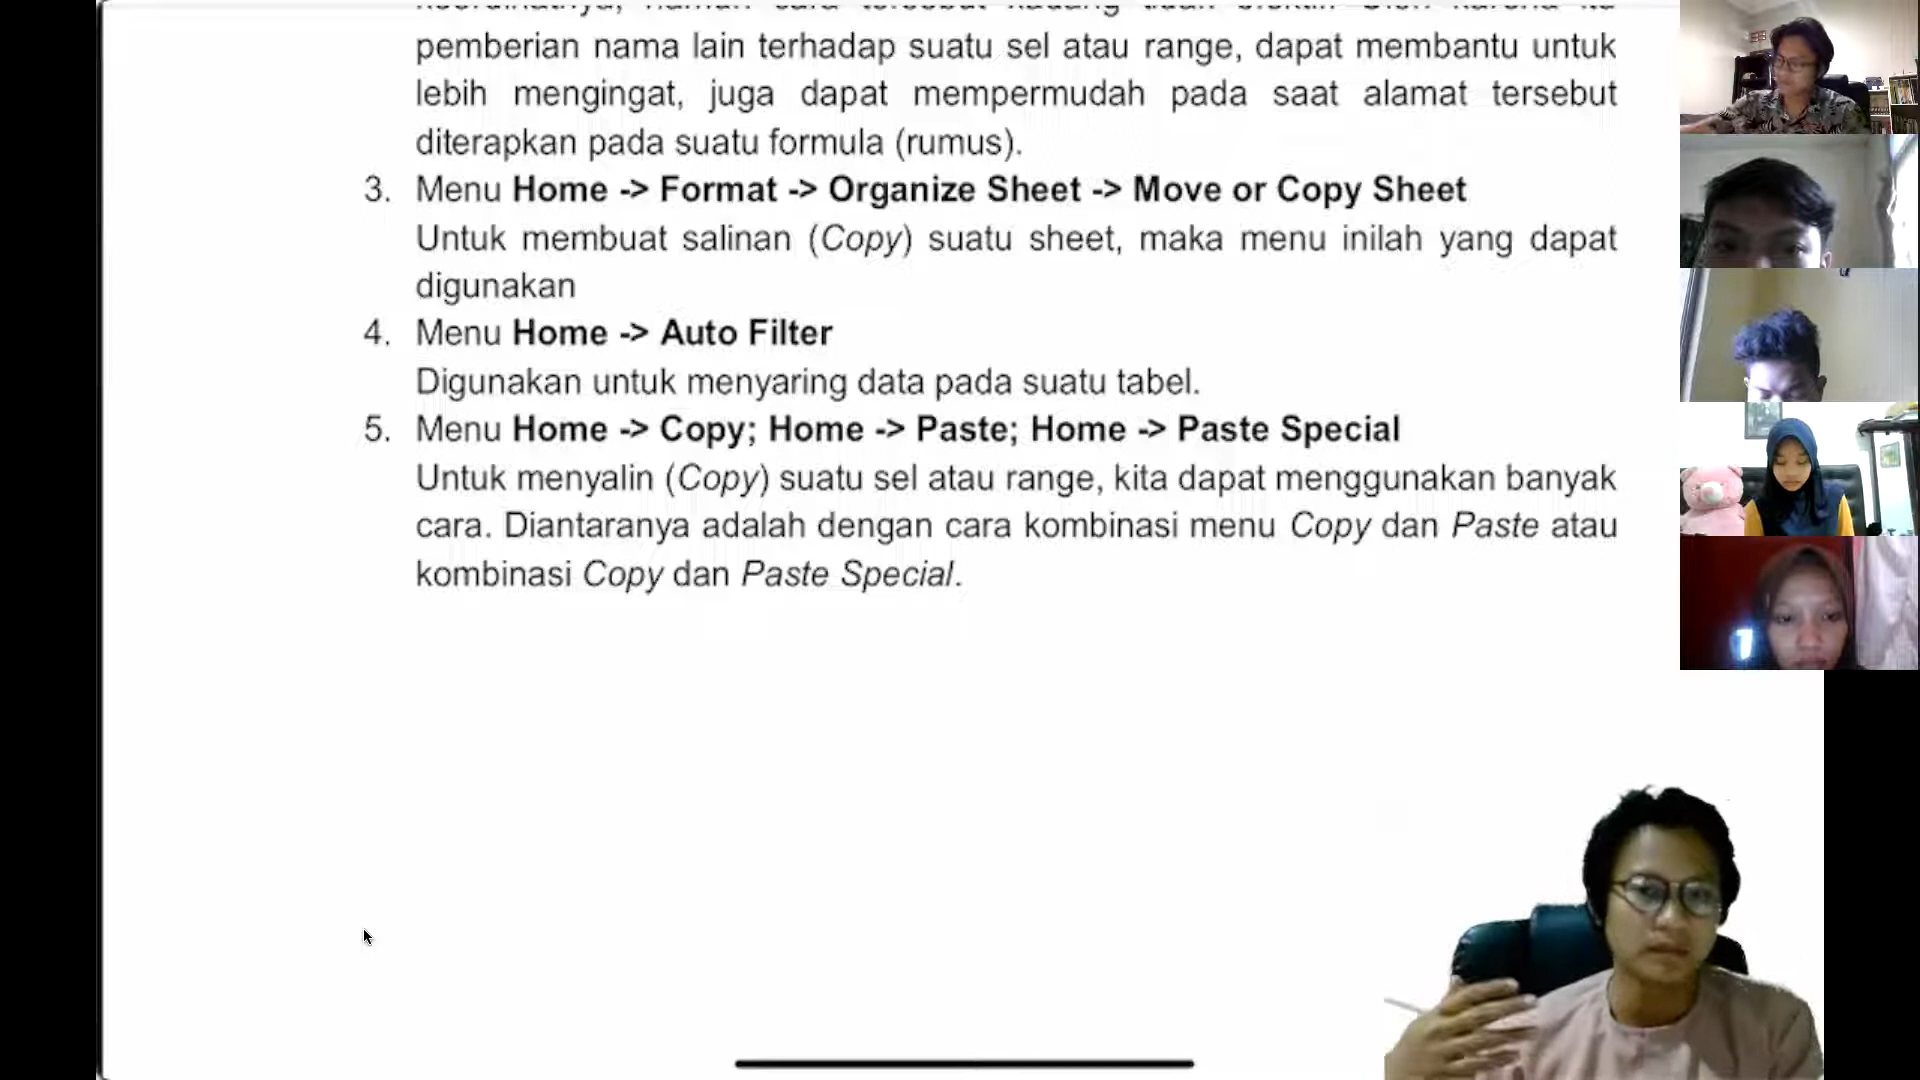 pemberian nama lain terhadap suatu sel atau range, dapat membantu untuk
lebih mengingat, juga dapat mempermudah pada saat alamat tersebut
diterapkan pada suatu formula (rumus).
3. Menu Home -> Format -> Organize Sheet -> Move or Copy Sheet
Untuk membuat salinan (Copy) suatu sheet, maka menu inilah yang dapat
digunakan
4. Menu Home -> Auto Filter
Digunakan untuk menyaring data pada suatu tabel.
5. Menu Home -> Copy; Home -> Paste; Home -> Paste Special
Untuk menyalin (Copy) suatu sel atau range, kita dapat menggunakan banyak
cara. Diantaranya adalah dengan cara kombinasi menu Copy dan Paste atau
kombinasi Copy dan Paste Special.